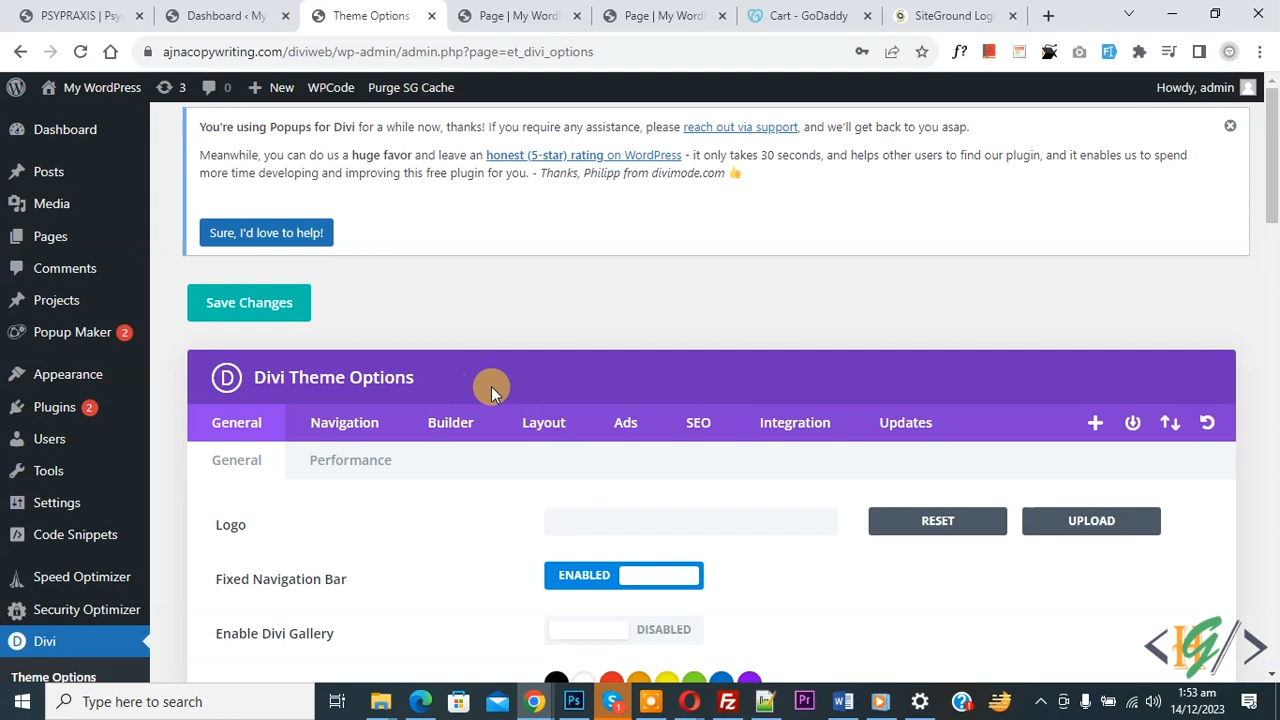 PSYPRAXIS | Psy
Dashboard ‹ My
Theme Options ‹
Page | My Word
Page | My Word
Cart - GoDaddy
SiteGround Logi
ajnacopywriting.com/diviweb/wp-admin/admin.php?page=et_divi_options
f?
My WordPress
3
0
New
WPCode
Purge SG Cache
Howdy, admin
Dashboard
Posts
Media
Pages
Comments
Projects
Popup Maker 2
Appearance
Plugins 2
Users
Tools
Settings
Code Snippets
Speed Optimizer
Security Optimizer
Divi
Theme Options
You're using Popups for Divi for a while now, thanks! If you require any assistance, please reach out via support, and we'll get back to you asap.
Meanwhile, you can do us a huge favor and leave an honest (5-star) rating on WordPress - it only takes 30 seconds, and helps other users to find our plugin, and it enables us to spend
more time developing and improving this free plugin for you. - Thanks, Philipp from divimode.com 👍
Sure, I'd love to help!
Save Changes
D Divi Theme Options
General
Navigation
Builder
Layout
Ads
SEO
Integration
Updates
General
Performance
Logo
RESET
UPLOAD
Fixed Navigation Bar
ENABLED
Enable Divi Gallery
DISABLED
HG
Type here to search
1:53 am
14/12/2023